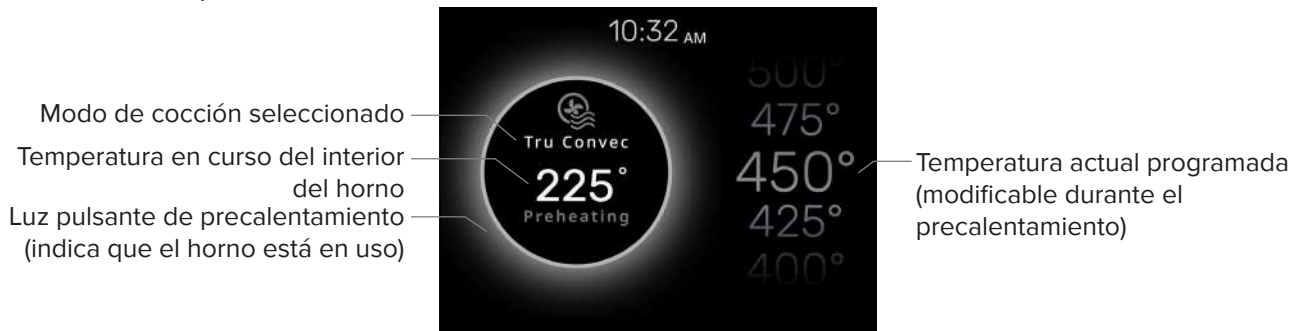 10:32 AM
Modo de cocción seleccionado
Temperatura en curso del interior
del horno
Luz pulsante de precalentamiento
(indica que el horno está en uso)
Tru Convec
225°
Preheating
500°
475°
450°
425°
400°
Temperatura actual programada
(modificable durante el
precalentamiento)